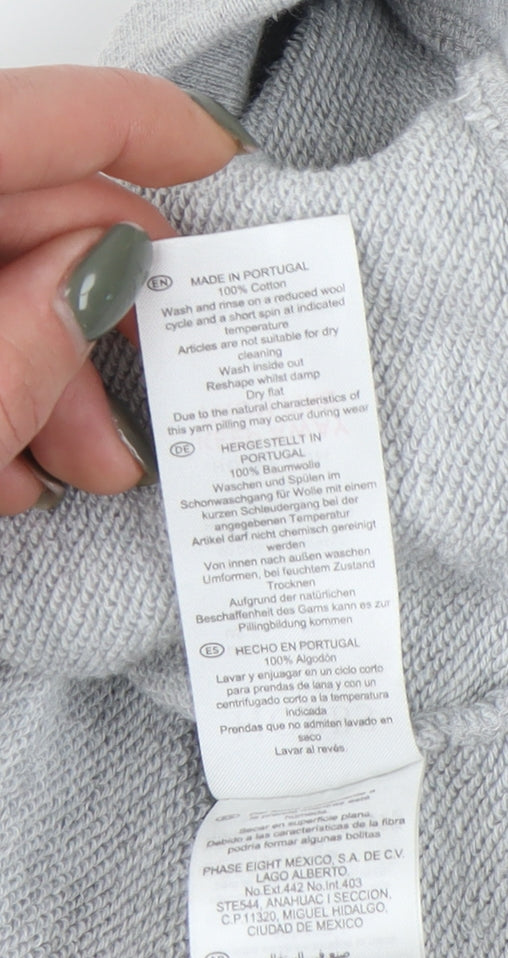 EN MADE IN PORTUGAL
100% Cotton
Wash and rinse on a reduced wool
cycle and a short spin at indicated
temperature
Articles are not suitable for dry
cleaning
Wash inside out
Reshape whilst damp
Dry flat
Due to the natural characteristics of
this yarn pilling may occur during wear
DE HERGESTELLT IN
PORTUGAL
100% Baumwolle
Waschen und Spülen im
Schonwaschgang für Wolle mit einem
kurzen Schleudergang bei der
angegebenen Temperatur
Artikel darf nicht chemisch gereinigt
werden
Von innen nach außen waschen
Umformen, bei feuchtem Zustand
Trocknen
Aufgrund der natürlichen
Beschaffenheit des Garns kann es zur
Pillingbildung kommen
ES HECHO EN PORTUGAL
100% Algodón
Lavar y enjuagar en un ciclo corto
para prendas de lana y con un
centrifugado corto a la temperatura
indicada
Prendas que no admiten lavado en
seco
Lavar al revés
húmeda.
Secar en superficie plana.
Debido a las características de la fibra
podría formar algunas bolitas
PHASE EIGHT MÉXICO, S.A. DE C.V.
LAGO ALBERTO
No.Ext.442 No.Int.403
STE544, ANAHUAC I SECCION,
C.P.11320, MIGUEL HIDALGO,
CIUDAD DE MEXICO